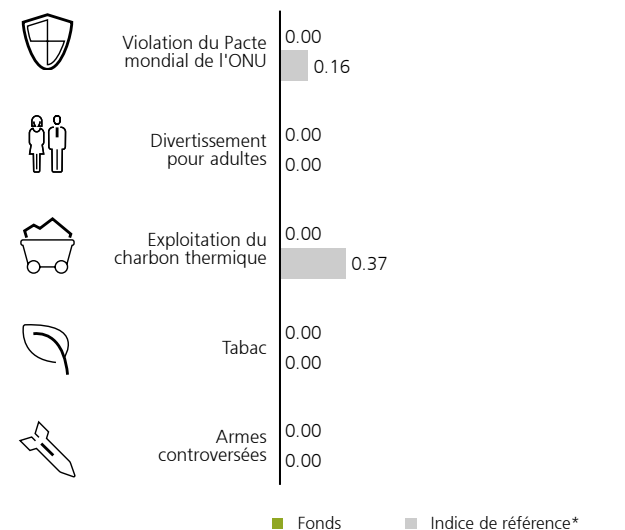 Violation du Pacte
mondial de l'ONU
0.00
0.16
Divertissement
pour adultes
0.00
0.00
Exploitation du
charbon thermique
0.00
0.37
Tabac
0.00
0.00
Armes
controversées
0.00
0.00
Fonds
Indice de référence*